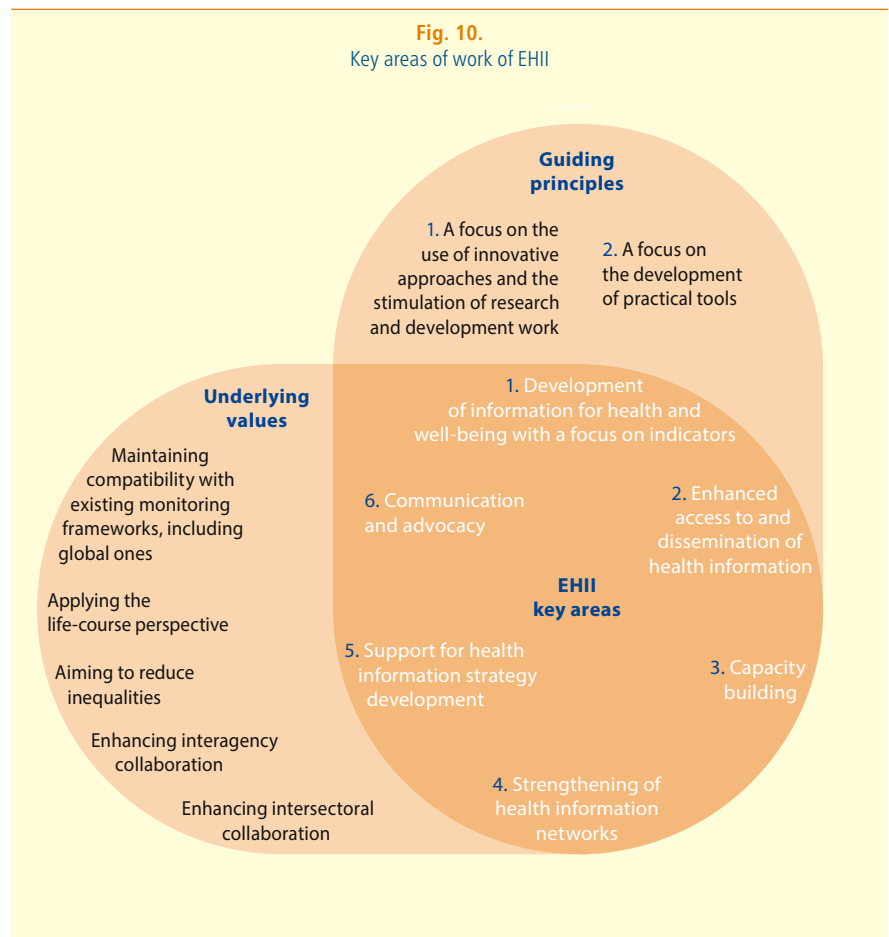 Fig. 10.
Key areas of work of EHII
Guiding
principles
1. A focus on the
use of innovative
approaches and the
stimulation of research
and development work
2. A focus on
the development
of practical tools
Underlying
values
Maintaining
compatibility with
existing monitoring
frameworks, including
global ones
Applying the
life-course perspective
Aiming to reduce
inequalities
Enhancing interagency
collaboration
Enhancing intersectoral
collaboration
EHII
key areas
1. Development
of information for health and
well-being with a focus on indicators
2. Enhanced
access to and
dissemination of
health information
3. Capacity
building
4. Strengthening of
health information
networks
5. Support for health
information strategy
development
6. Communication
and advocacy